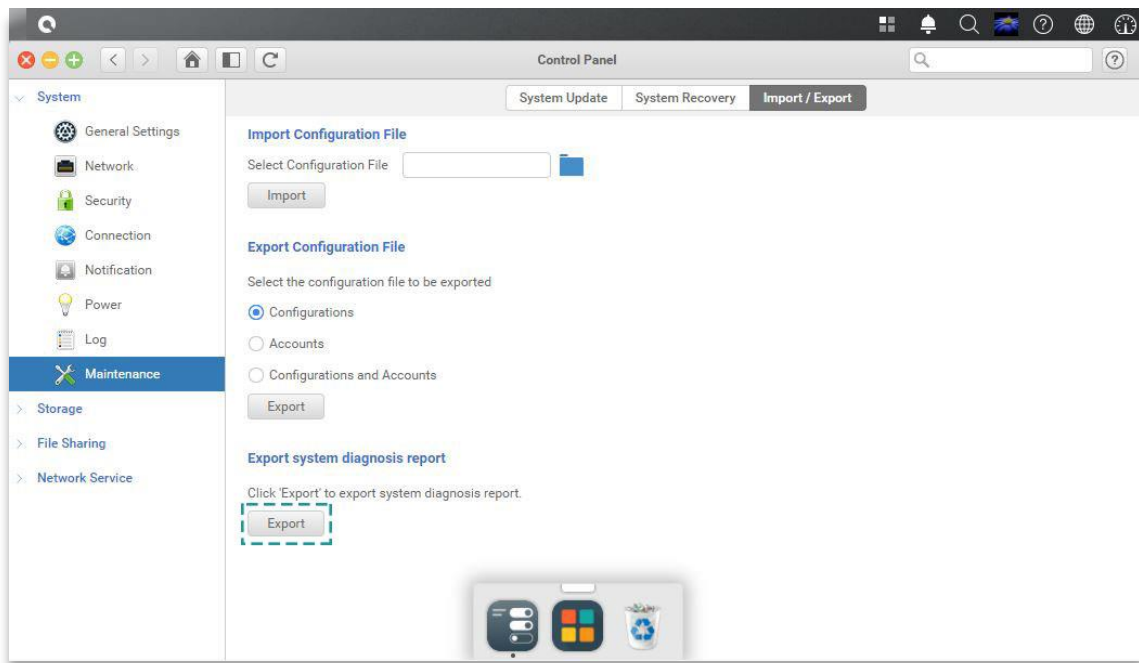 Control Panel
System
General Settings
Network
Security
Connection
Notification
Power
Log
Maintenance
Storage
File Sharing
Network Service
System Update
System Recovery
Import / Export
Import Configuration File
Select Configuration File
Import
Export Configuration File
Select the configuration file to be exported
Configurations
Accounts
Configurations and Accounts
Export
Export system diagnosis report
Click 'Export' to export system diagnosis report.
Export